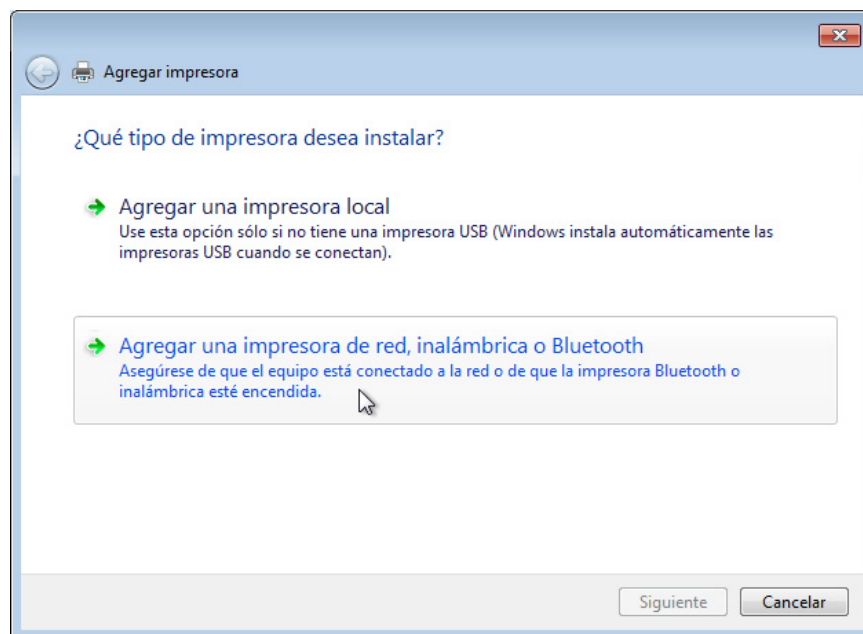 Agregar impresora
¿Qué tipo de impresora desea instalar?
Agregar una impresora local
Use esta opción sólo si no tiene una impresora USB (Windows instala automáticamente las
impresoras USB cuando se conectan).
Agregar una impresora de red, inalámbrica o Bluetooth
Asegúrese de que el equipo está conectado a la red o de que la impresora Bluetooth o
inalámbrica esté encendida.
Siguiente
Cancelar